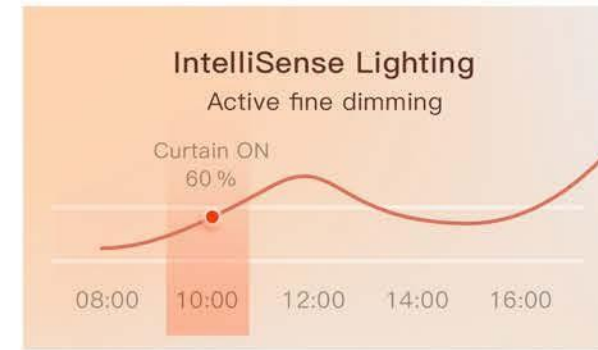 IntelliSense Lighting
Active fine dimming
Curtain ON
60 %
08:00 10:00 12:00 14:00 16:00